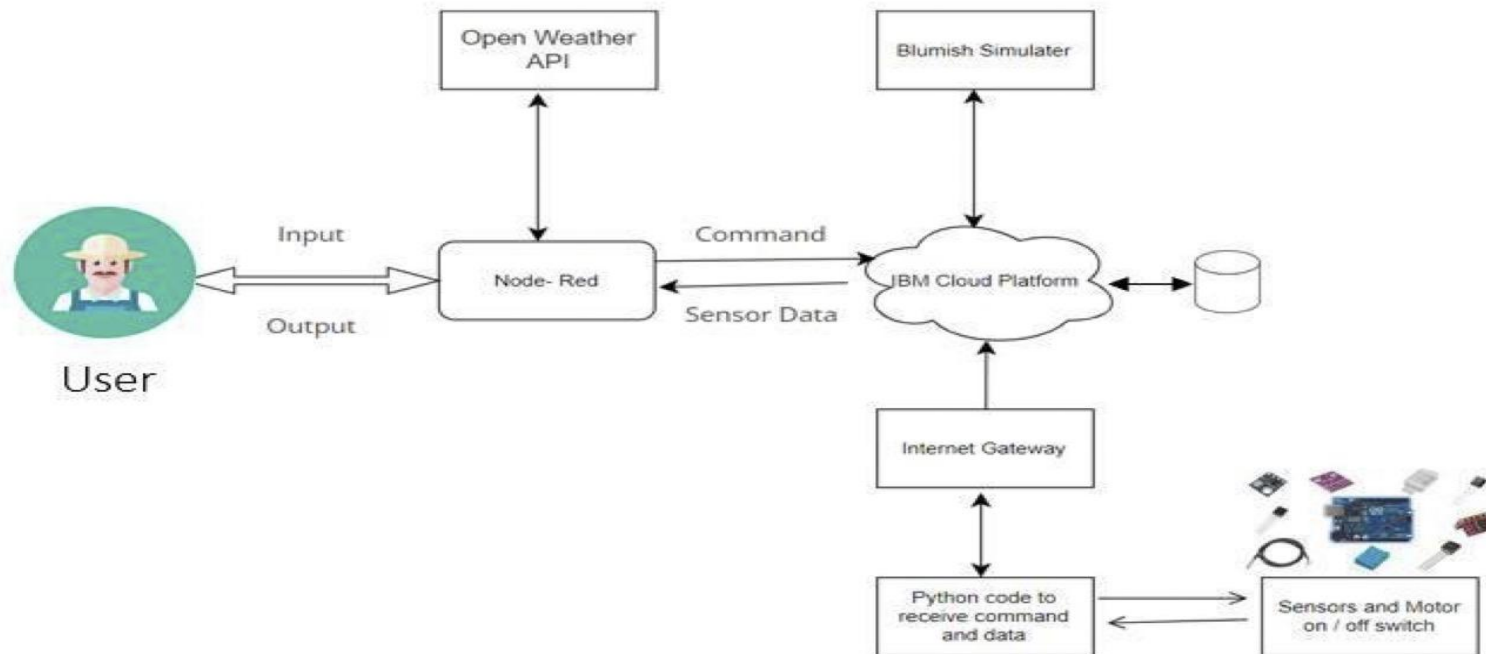 Open Weather
API
Blumish Simulater
Input
Command
Node- Red
IBM Cloud Platform
Output
Sensor Data
User
Internet Gateway
Python code to
receive command
and data
Sensors and Motor
on / off switch